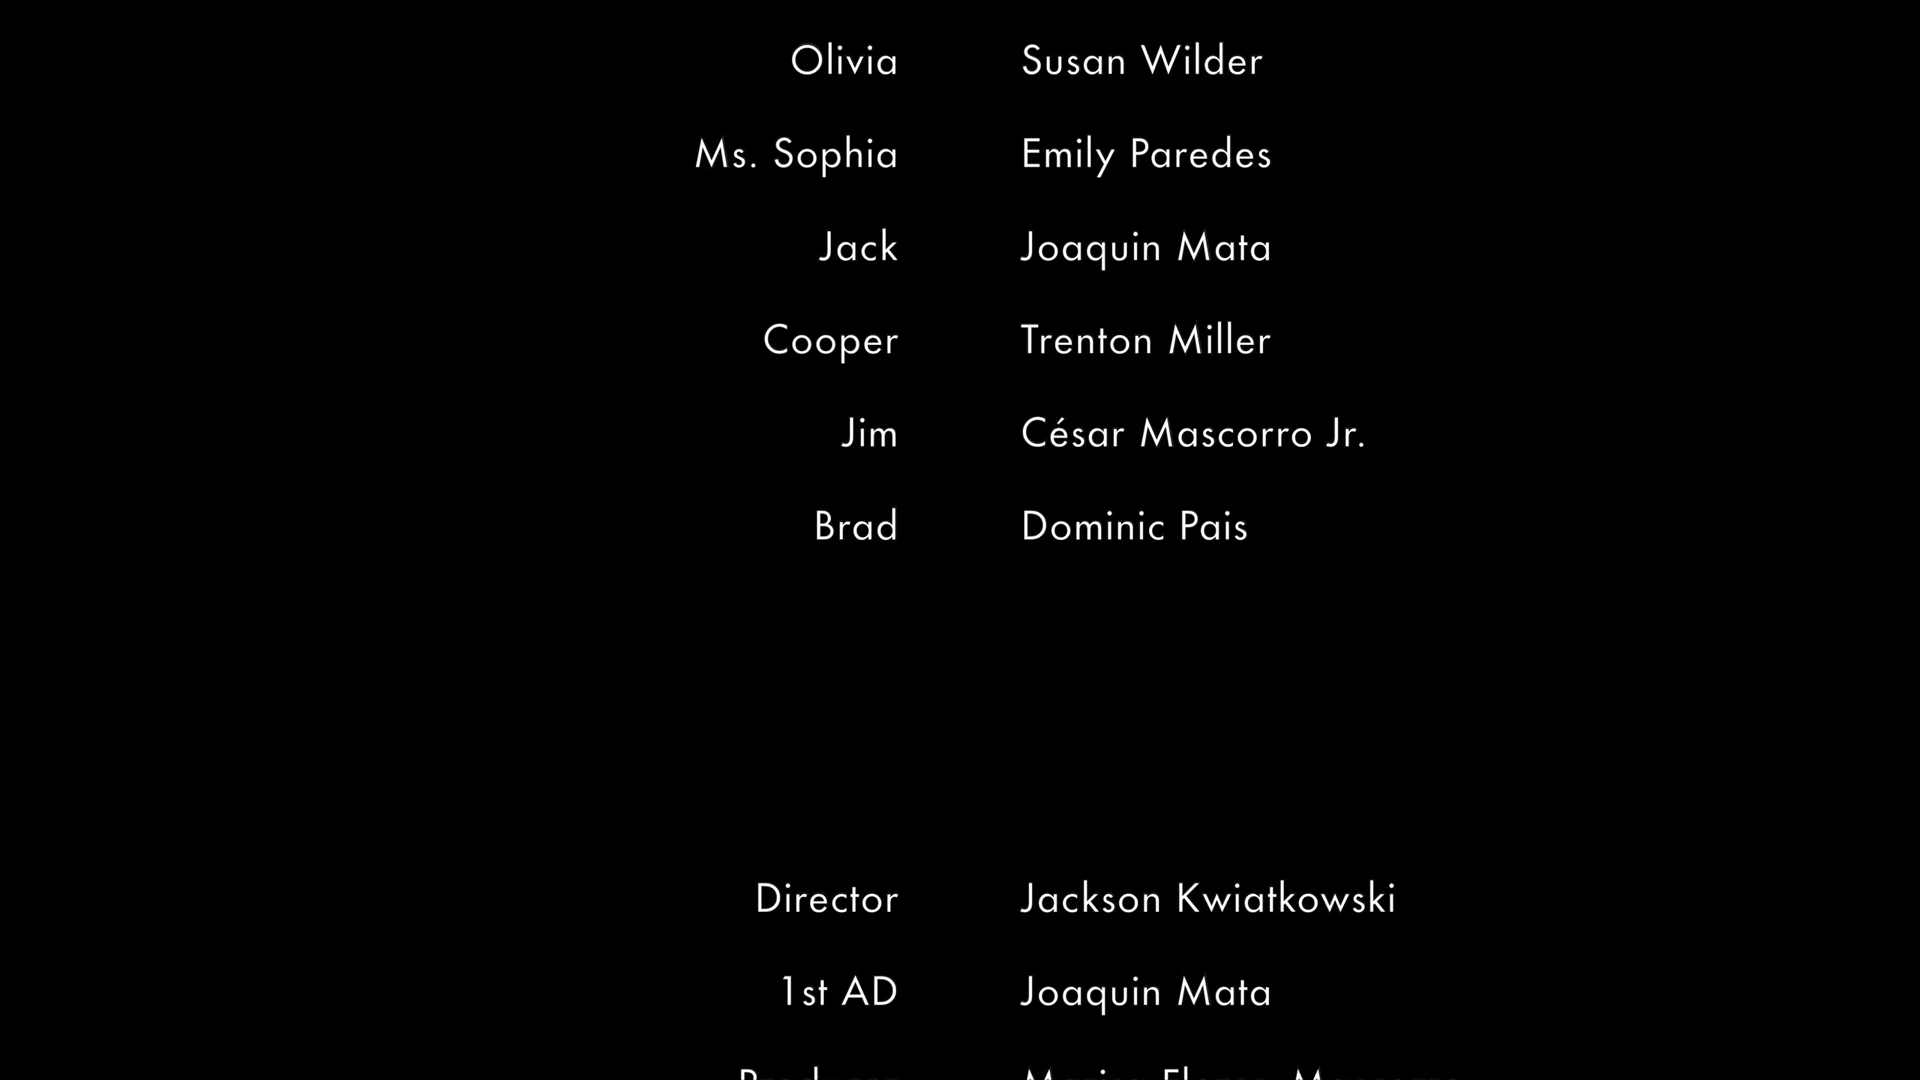 Olivia Susan Wilder
Ms. Sophia Emily Paredes
Jack Joaquin Mata
Cooper Trenton Miller
Jim César Mascorro Jr.
Brad Dominic Pais
Director Jackson Kwiatkowski
1st AD Joaquin Mata